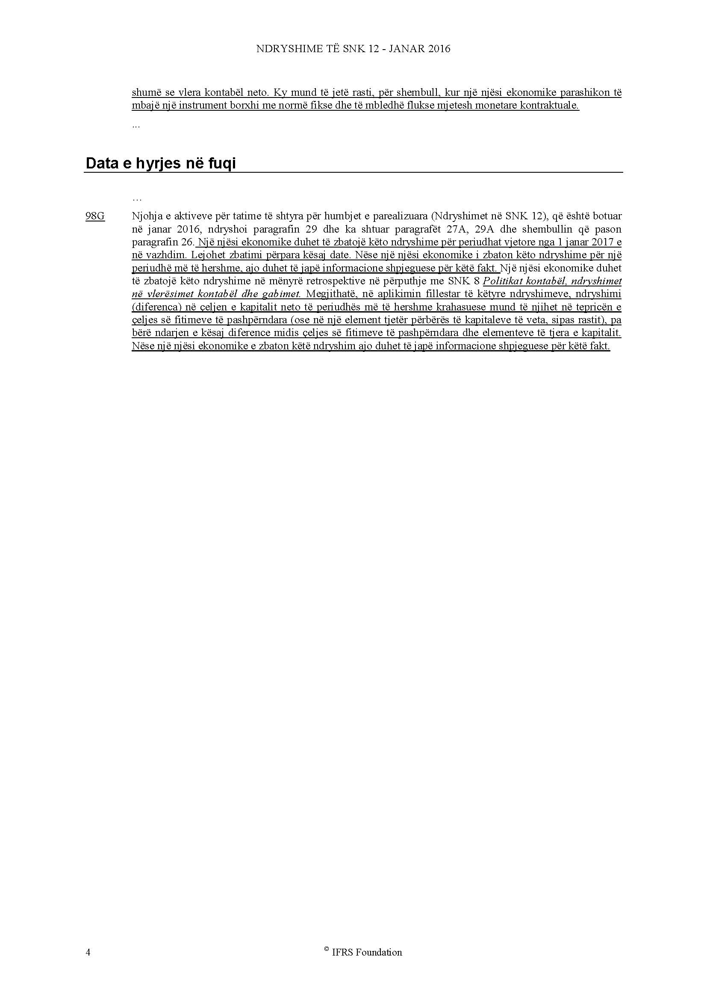 NDRYSHIME TË SNK 12 - JANAR 2016
shumë se vlera kontabël neto. Ky mund të jetë rasti, për shembull, kur një njësi ekonomike parashikon të
mbajë një instrument borxhi me normë fikse dhe të mbledhë flukse mjetesh monetare kontraktuale.
...
Data e hyrjes në fuqi
…
98G Njohja e aktiveve për tatime të shtyra për humbjet e parealizuara (Ndryshimet në SNK 12), që është botuar
në janar 2016, ndryshoi paragrafin 29 dhe ka shtuar paragrafët 27A, 29A dhe shembullin që pason
paragrafin 26. Një njësi ekonomike duhet të zbatojë këto ndryshime për periudhat vjetore nga 1 janar 2017 e
në vazhdim. Lejohet zbatimi përpara kësaj date. Nëse një njësi ekonomike i zbaton këto ndryshime për një
periudhë më të hershme, ajo duhet të japë informacione shpjeguese për këtë fakt. Një njësi ekonomike duhet
të zbatojë këto ndryshime në mënyrë retrospektive në përputhje me SNK 8 Politikat kontabël, ndryshimet
në vlerësimet kontabël dhe gabimet. Megjithatë, në aplikimin fillestar të këtyre ndryshimeve, ndryshimi
(diferenca) në çeljen e kapitalit neto të periudhës më të hershme krahasuese mund të njihet në tepricën e
çeljes së fitimeve të pashpërndara (ose në një element tjetër përbërës të kapitaleve të veta, sipas rastit), pa
bërë ndarjen e kësaj diference midis çeljes së fitimeve të pashpërndara dhe elementeve të tjera e kapitalit.
Nëse një njësi ekonomike e zbaton këtë ndryshim ajo duhet të japë informacione shpjeguese për këtë fakt.
4 © IFRS Foundation